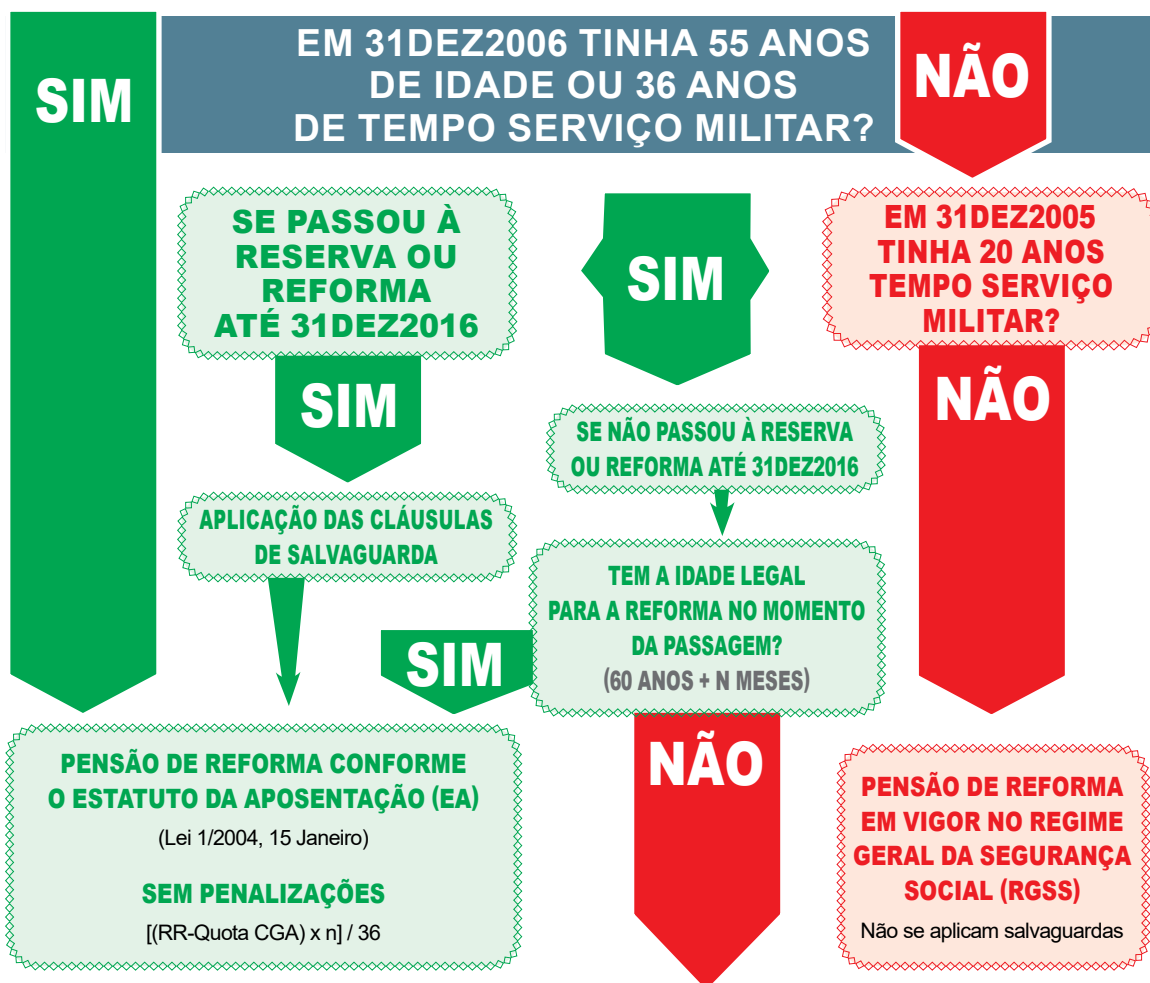 EM 31DEZ2006 TINHA 55 ANOS
DE IDADE OU 36 ANOS
DE TEMPO SERVIÇO MILITAR?
SIM
NÃO
SE PASSOU À
RESERVA OU
REFORMA
ATÉ 31DEZ2016
SIM
EM 31DEZ2005
TINHA 20 ANOS
TEMPO SERVIÇO
MILITAR?
SIM
NÃO
SE NÃO PASSOU À RESERVA
OU REFORMA ATÉ 31DEZ2016
APLICAÇÃO DAS CLÁUSULAS
DE SALVAGUARDA
TEM A IDADE LEGAL
PARA A REFORMA NO MOMENTO
DA PASSAGEM?
(60 ANOS + N MESES)
SIM
NÃO
PENSÃO DE REFORMA CONFORME
O ESTATUTO DA APOSENTAÇÃO (EA)
(Lei 1/2004, 15 Janeiro)
SEM PENALIZAÇÕES
[(RR-Quota CGA) x n] / 36
PENSÃO DE REFORMA
EM VIGOR NO REGIME
GERAL DA SEGURANÇA
SOCIAL (RGSS)
Não se aplicam salvaguardas